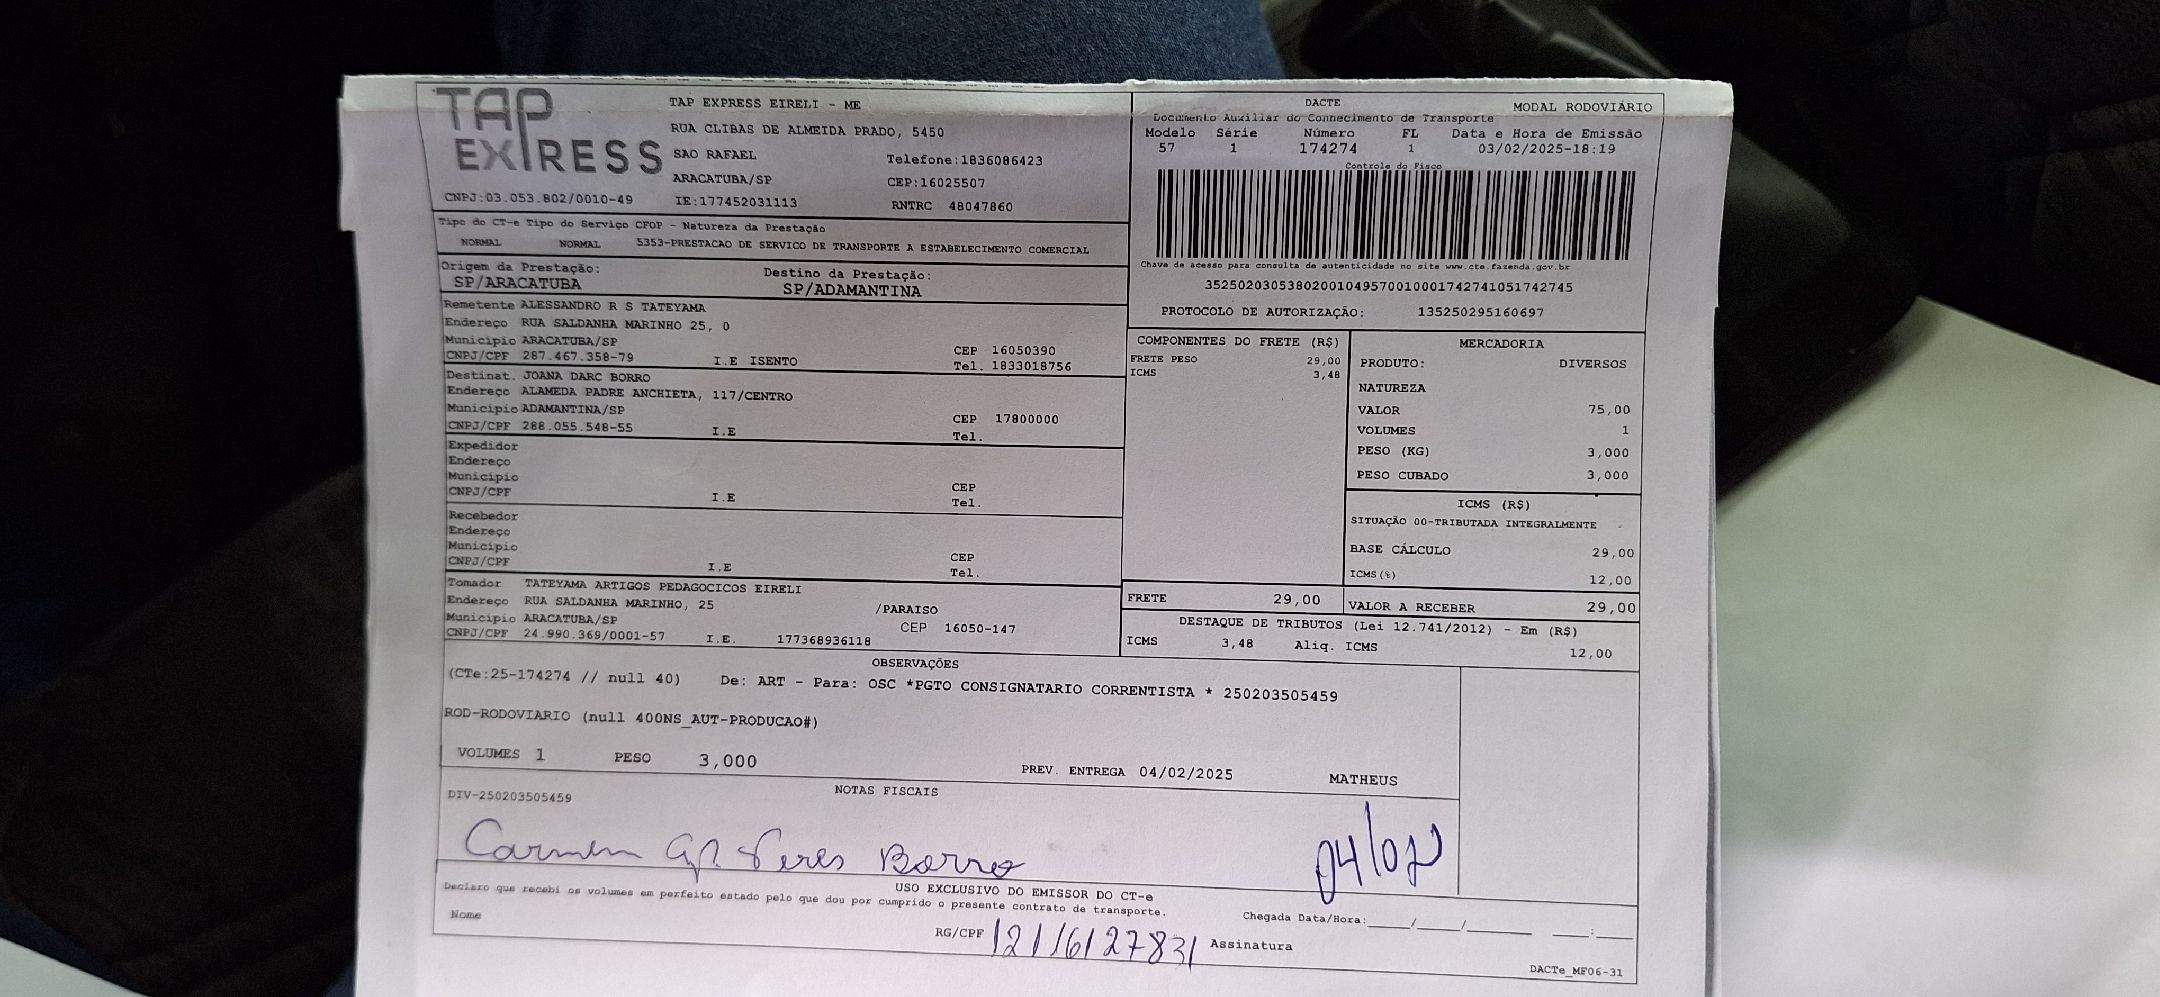 TAP EXPRESS
TAP EXPRESS EIRELI - ME
RUA CLIBAS DE ALMEIDA PRADO, 5450
SAO RAFAEL Telefone:1836086423
ARACATUBA/SP CEP:16025507
CNPJ:03.053.802/0010-49 IE:177452031113 RNTRC 48047860
DACTE MODAL RODOVIÁRIO
Documento Auxiliar do Conhecimento de Transporte
Modelo Série Número FL Data e Hora de Emissão
57 1 174274 1 03/02/2025-18:19
Controle do Fisco
Chave de acesso para consulta de autenticidade no site www.cte.fazenda.gov.br
35250203053802001049570010001742741051742745
PROTOCOLO DE AUTORIZAÇÃO: 135250295160697
Tipo do CT-e Tipo do Serviço CFOP - Natureza da Prestação
NORMAL NORMAL 5353-PRESTACAO DE SERVICO DE TRANSPORTE A ESTABELECIMENTO COMERCIAL
Origem da Prestação: Destino da Prestação:
SP/ARACATUBA SP/ADAMANTINA
Remetente ALESSANDRO R S TATEYAMA
Endereço RUA SALDANHA MARINHO 25, 0
Municipio ARACATUBA/SP CEP 16050390
CNPJ/CPF 287.467.358-79 I.E ISENTO Tel. 1833018756
Destinat. JOANA DARC BORRO
Endereço ALAMEDA PADRE ANCHIETA, 117/CENTRO
Municipio ADAMANTINA/SP CEP 17800000
CNPJ/CPF 288.055.548-55 I.E Tel.
Expedidor
Endereço
Municipio CEP
CNPJ/CPF I.E Tel.
Recebedor
Endereço
Municipio CEP
CNPJ/CPF I.E Tel.
Tomador TATEYAMA ARTIGOS PEDAGOCICOS EIRELI
Endereço RUA SALDANHA MARINHO, 25 /PARAISO
Municipio ARACATUBA/SP CEP 16050-147
CNPJ/CPF 24.990.369/0001-57 I.E. 177368936118
COMPONENTES DO FRETE (R$)
FRETE PESO 29,00
ICMS 3,48
MERCADORIA
PRODUTO: DIVERSOS
NATUREZA
VALOR 75,00
VOLUMES 1
PESO (KG) 3,000
PESO CUBADO 3,000
ICMS (R$)
SITUAÇÃO 00-TRIBUTADA INTEGRALMENTE
BASE CÁLCULO 29,00
ICMS(%) 12,00
FRETE 29,00 VALOR A RECEBER 29,00
DESTAQUE DE TRIBUTOS (Lei 12.741/2012) - Em (R$)
ICMS 3,48 Aliq. ICMS 12,00
OBSERVAÇÕES
(CTe:25-174274 // null 40) De: ART - Para: OSC *PGTO CONSIGNATARIO CORRENTISTA * 250203505459
ROD-RODOVIARIO (null 400NS_AUT-PRODUCAO#)
VOLUMES 1 PESO 3,000 PREV. ENTREGA 04/02/2025 MATHEUS
NOTAS FISCAIS
DIV-250203505459
Carmen Ap. Peres Borro 04/02
USO EXCLUSIVO DO EMISSOR DO CT-e
Declaro que recebi os volumes em perfeito estado pelo que dou por cumprido o presente contrato de transporte.
Nome Chegada Data/Hora:____/____/______ ____:____
RG/CPF Assinatura
DACTe_MF06-31